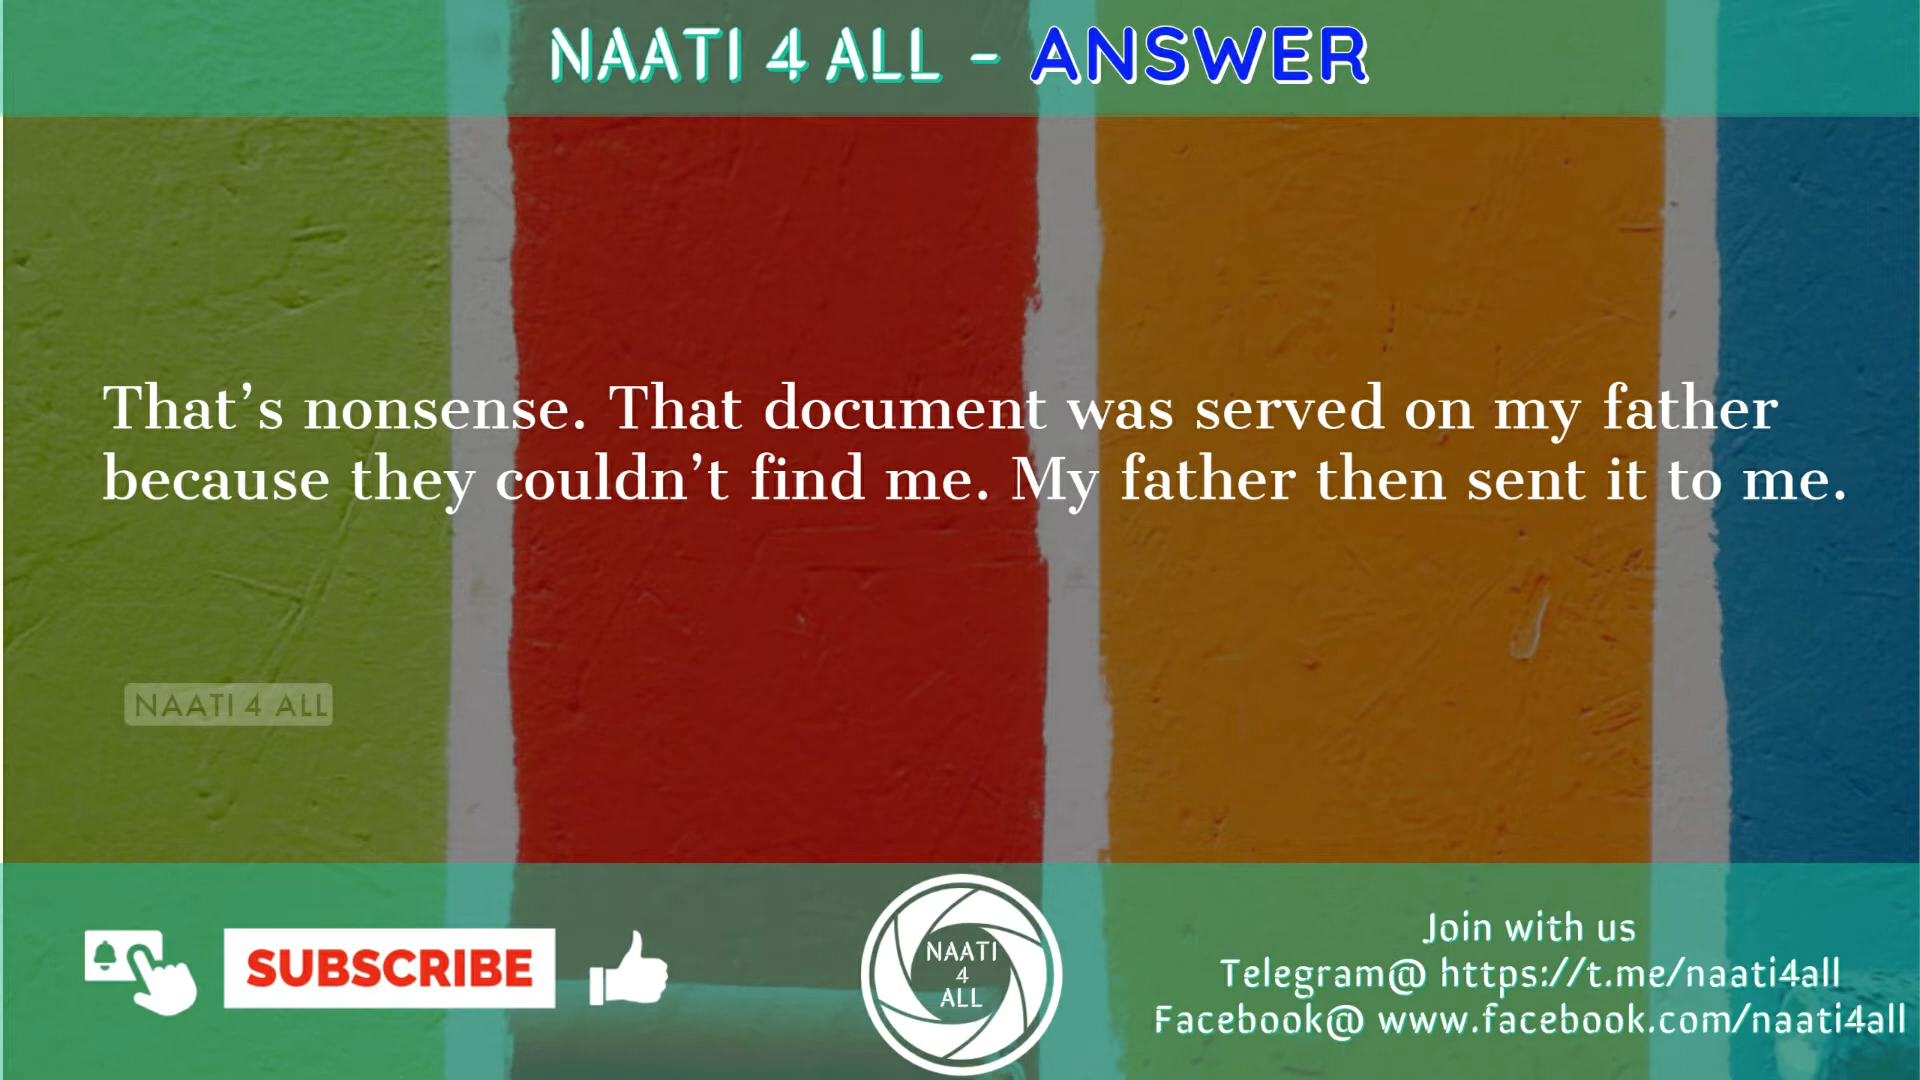 NAATI 4 ALL - ANSWER
That’s nonsense. That document was served on my father
because they couldn’t find me. My father then sent it to me.
NAATI 4 ALL
SUBSCRIBE
NAATI
4
ALL
Join with us
Telegram@ https://t.me/naati4all
Facebook@ www.facebook.com/naati4all